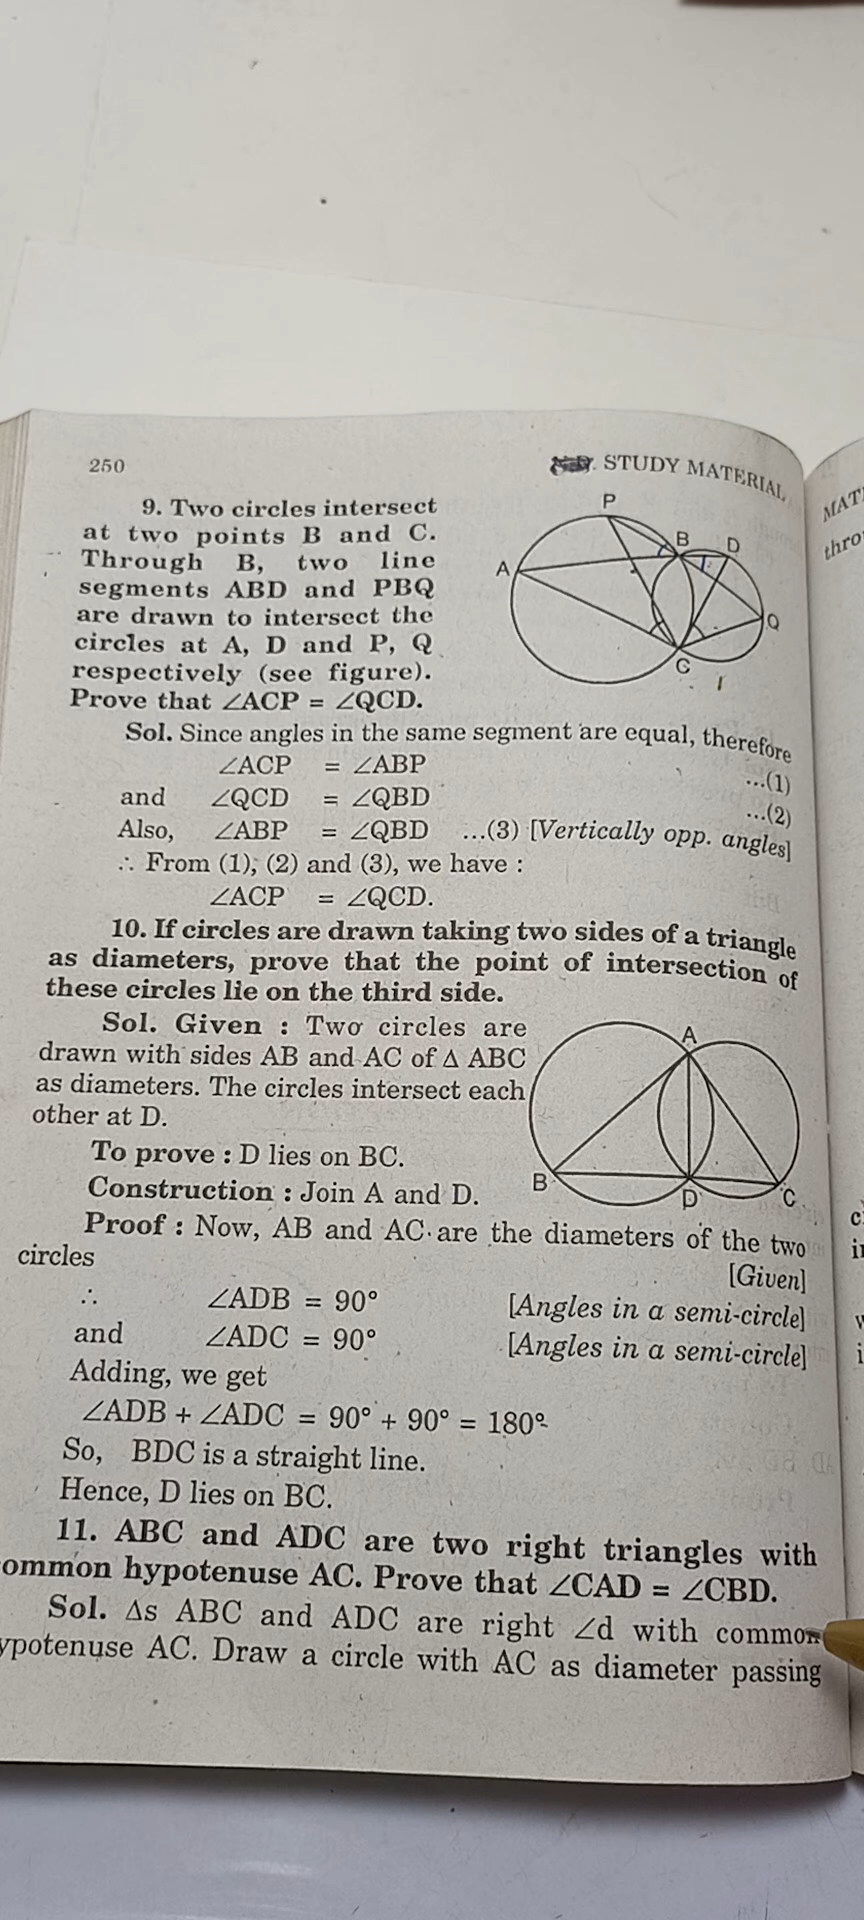 250
STUDY MATERIAL
9. Two circles intersect
at two points B and C.
Through B, two line
segments ABD and PBQ
are drawn to intersect the
circles at A, D and P, Q
respectively (see figure).
Prove that ∠ACP = ∠QCD.
P
B
D
A
Q
C
Sol. Since angles in the same segment are equal, therefore
∠ACP = ∠ABP ...(1)
and ∠QCD = ∠QBD ...(2)
Also, ∠ABP = ∠QBD ...(3) [Vertically opp. angles]
∴ From (1), (2) and (3), we have :
∠ACP = ∠QCD.
10. If circles are drawn taking two sides of a triangle
as diameters, prove that the point of intersection of
these circles lie on the third side.
Sol. Given : Two circles are
drawn with sides AB and AC of Δ ABC
as diameters. The circles intersect each
other at D.
To prove : D lies on BC.
Construction : Join A and D.
A
B
D
C
Proof : Now, AB and AC are the diameters of the two
circles [Given]
∴ ∠ADB = 90° [Angles in a semi-circle]
and ∠ADC = 90° [Angles in a semi-circle]
Adding, we get
∠ADB + ∠ADC = 90° + 90° = 180°
So, BDC is a straight line.
Hence, D lies on BC.
11. ABC and ADC are two right triangles with
ommon hypotenuse AC. Prove that ∠CAD = ∠CBD.
Sol. Δs ABC and ADC are right ∠d with common
ypotenuse AC. Draw a circle with AC as diameter passing
MAT
thro